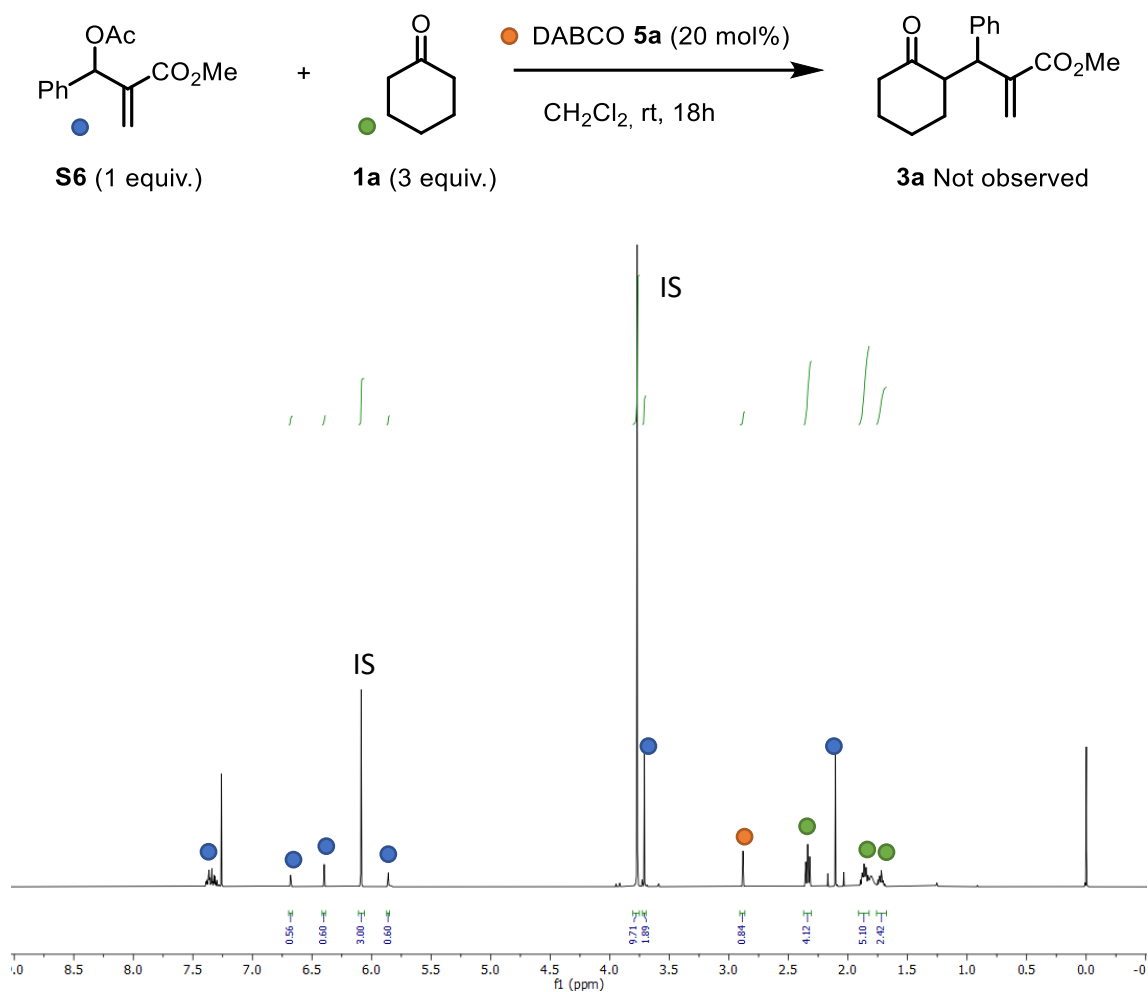 OAc
Ph
CO2Me
+
O
DABCO 5a (20 mol%)
CH2Cl2, rt, 18h
O
Ph
CO2Me
S6 (1 equiv.)
1a (3 equiv.)
3a Not observed
IS
IS
0.56
0.60
3.00
0.60
9.71
1.89
0.84
4.12
5.10
2.42
.0 8.5 8.0 7.5 7.0 6.5 6.0 5.5 5.0 4.5 4.0 3.5 3.0 2.5 2.0 1.5 1.0 0.5 0.0 -0
f1 (ppm)